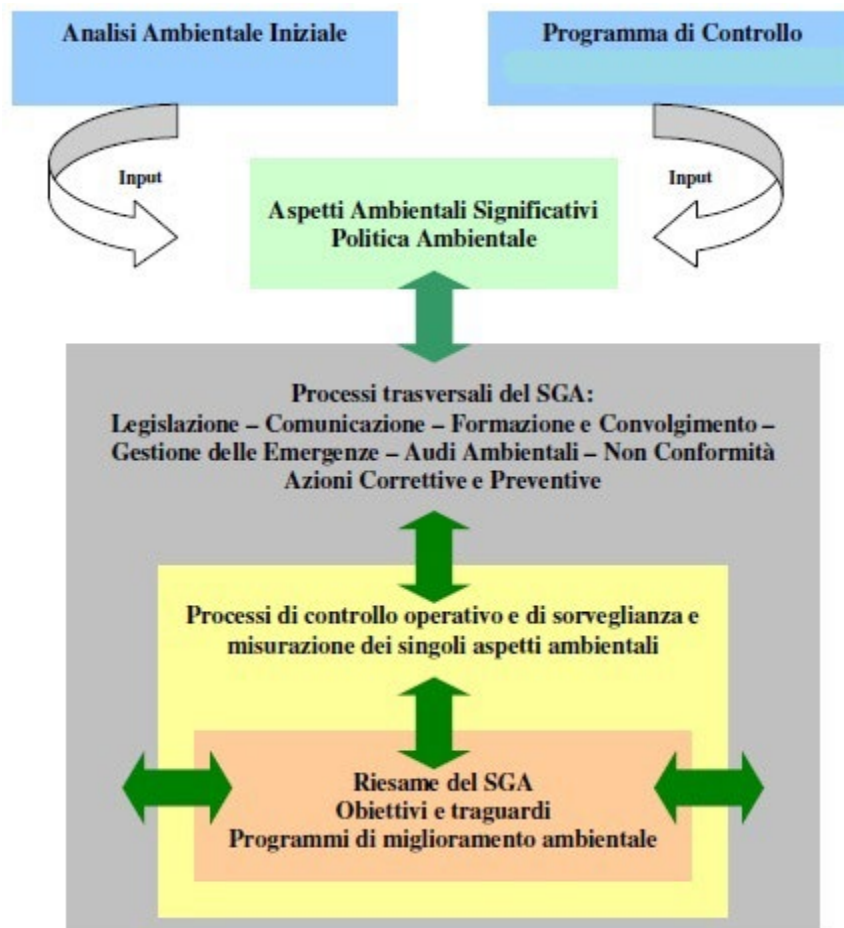 Analisi Ambientale Iniziale
Programma di Controllo
Input
Input
Aspetti Ambientali Significativi
Politica Ambientale
Processi trasversali del SGA:
Legislazione – Comunicazione – Formazione e Convolgimento –
Gestione delle Emergenze – Audi Ambientali – Non Conformità
Azioni Correttive e Preventive
Processi di controllo operativo e di sorveglianza e
misurazione dei singoli aspetti ambientali
Riesame del SGA
Obiettivi e traguardi
Programmi di miglioramento ambientale